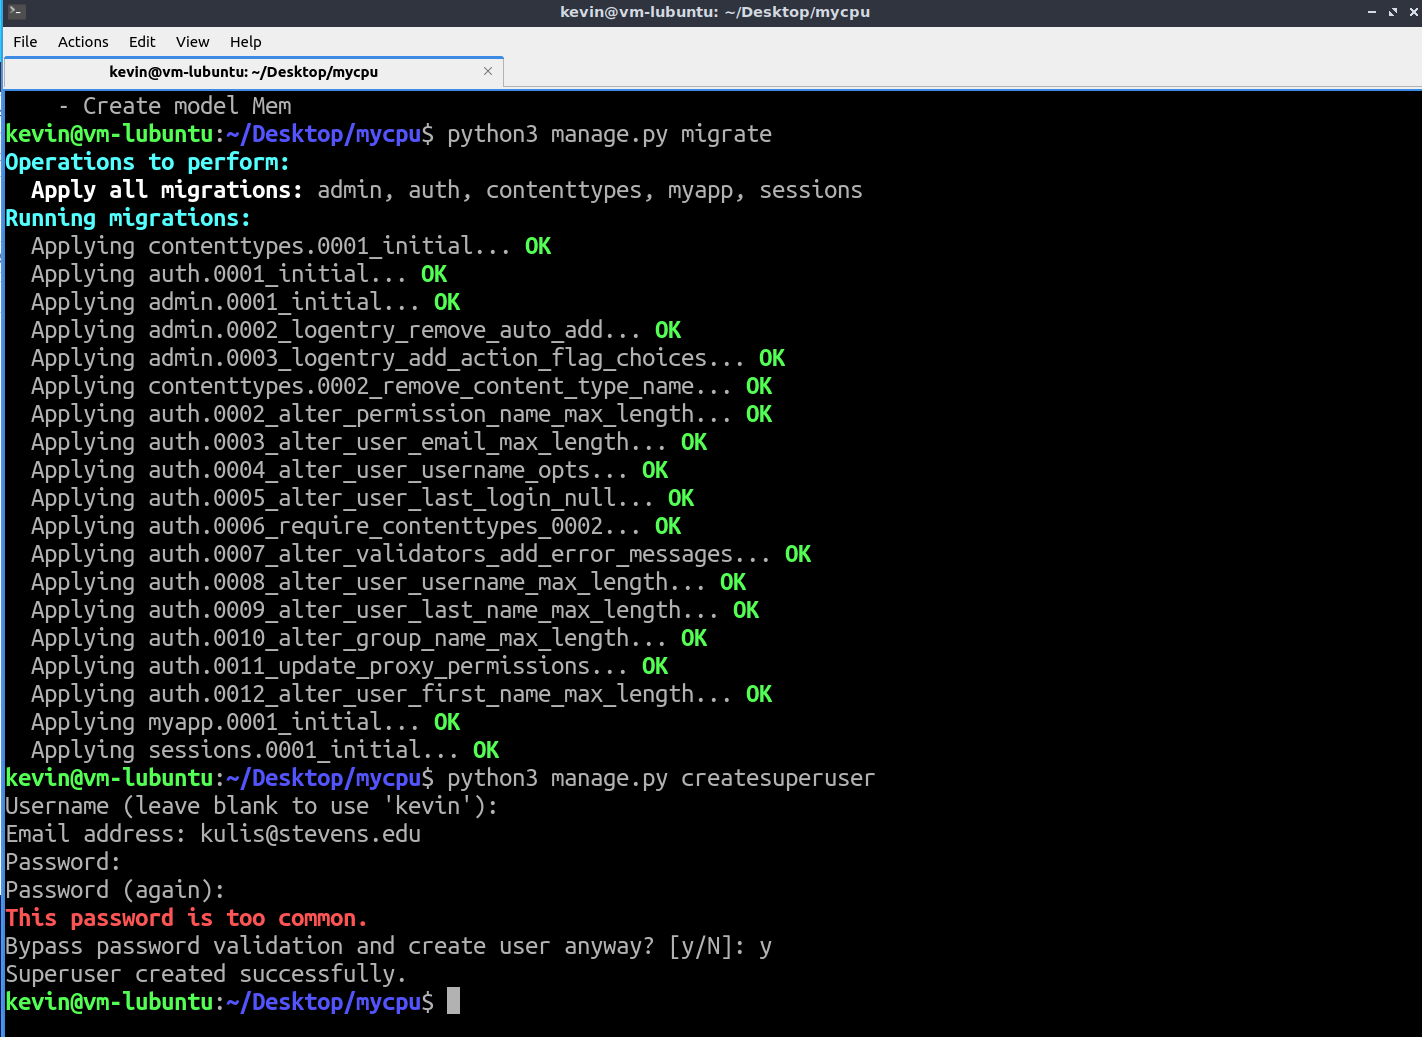 kevin@vm-lubuntu: ~/Desktop/mycpu
File Actions Edit View Help
kevin@vm-lubuntu: ~/Desktop/mycpu
- Create model Mem
kevin@vm-lubuntu:~/Desktop/mycpu$ python3 manage.py migrate
Operations to perform:
Apply all migrations: admin, auth, contenttypes, myapp, sessions
Running migrations:
Applying contenttypes.0001_initial... OK
Applying auth.0001_initial... OK
Applying admin.0001_initial... OK
Applying admin.0002_logentry_remove_auto_add... OK
Applying admin.0003_logentry_add_action_flag_choices... OK
Applying contenttypes.0002_remove_content_type_name... OK
Applying auth.0002_alter_permission_name_max_length... OK
Applying auth.0003_alter_user_email_max_length... OK
Applying auth.0004_alter_user_username_opts... OK
Applying auth.0005_alter_user_last_login_null... OK
Applying auth.0006_require_contenttypes_0002... OK
Applying auth.0007_alter_validators_add_error_messages... OK
Applying auth.0008_alter_user_username_max_length... OK
Applying auth.0009_alter_user_last_name_max_length... OK
Applying auth.0010_alter_group_name_max_length... OK
Applying auth.0011_update_proxy_permissions... OK
Applying auth.0012_alter_user_first_name_max_length... OK
Applying myapp.0001_initial... OK
Applying sessions.0001_initial... OK
kevin@vm-lubuntu:~/Desktop/mycpu$ python3 manage.py createsuperuser
Username (leave blank to use 'kevin'):
Email address: kulis@stevens.edu
Password:
Password (again):
This password is too common.
Bypass password validation and create user anyway? [y/N]: y
Superuser created successfully.
kevin@vm-lubuntu:~/Desktop/mycpu$